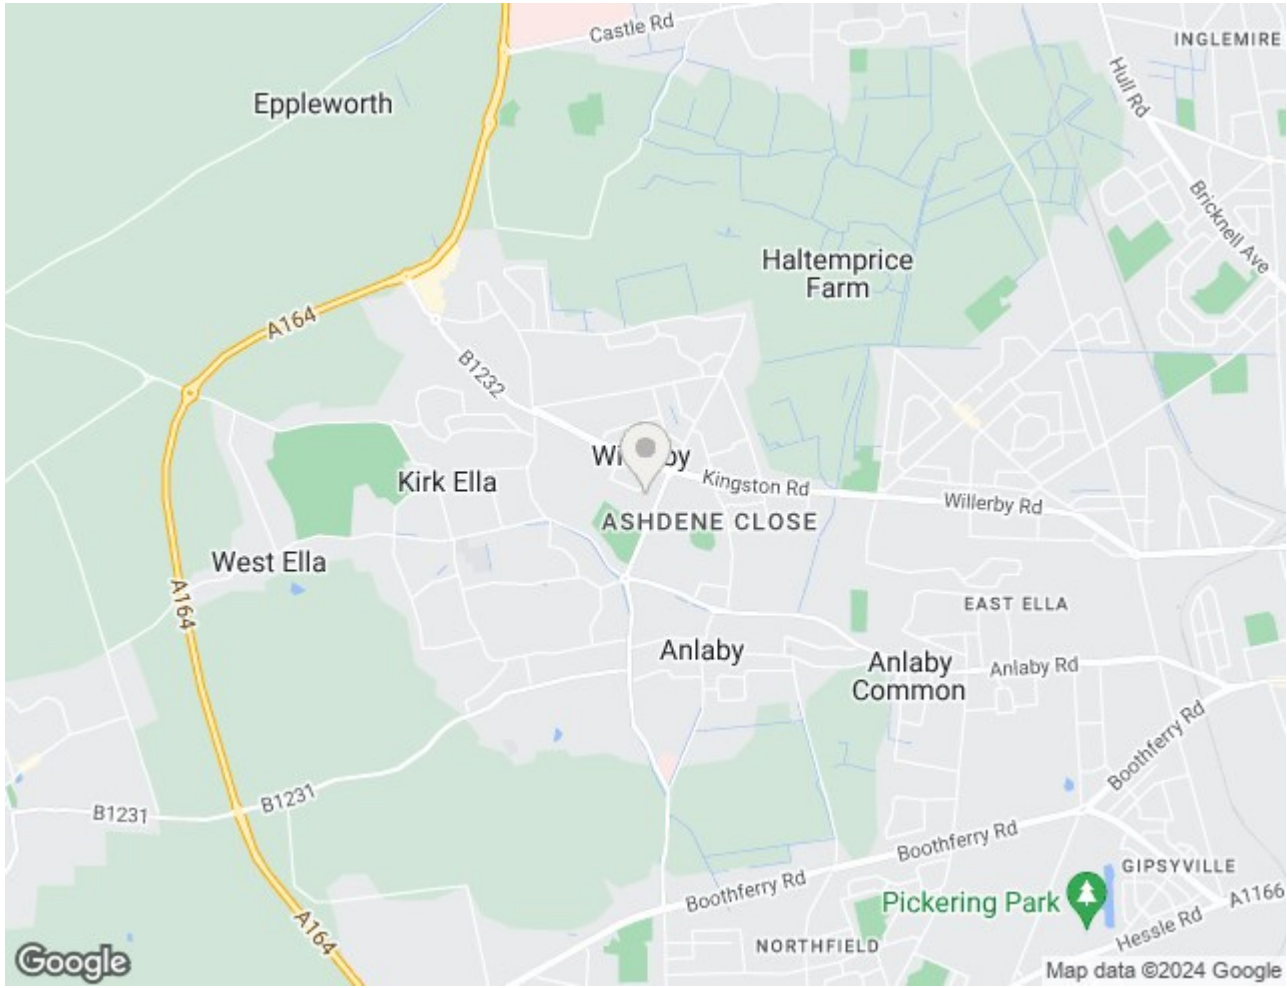 Castle Rd
INGLEMIRE
Hull Rd
Eppleworth
Bricknell Ave
Haltemprice
Farm
A164
B1232
Kirk Ella
Kingston Rd
Willerby Rd
ASHDENE CLOSE
West Ella
A164
EAST ELLA
Anlaby
Anlaby
Common
Anlaby Rd
Boothferry Rd
B1231
B1231
Boothferry Rd
Boothferry Rd
GIPSYVILLE
Pickering Park
A1166
Hessle Rd
A164
NORTHFIELD
Google
Map data ©2024 Google